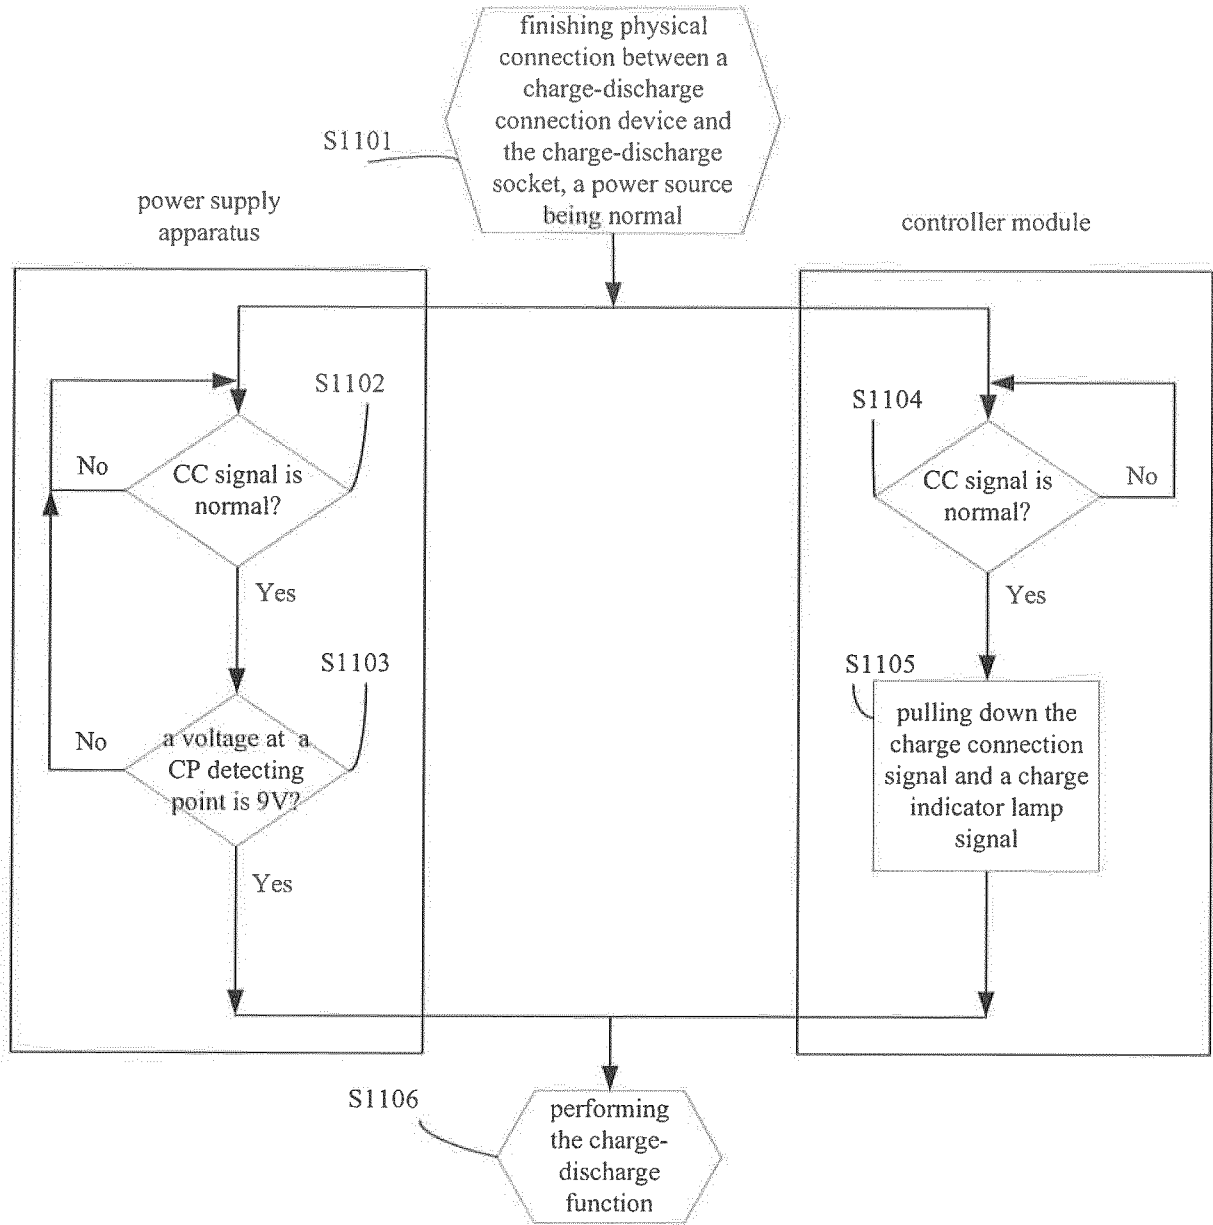 finishing physical
connection between a
charge-discharge
connection device and
the charge-discharge
socket, a power source
being normal
S1101
power supply
apparatus
controller module
S1102
CC signal is
normal?
No
Yes
S1103
a voltage at a
CP detecting
point is 9V?
No
Yes
S1104
CC signal is
normal?
No
Yes
S1105
pulling down the
charge connection
signal and a charge
indicator lamp
signal
S1106
performing
the charge-
discharge
function